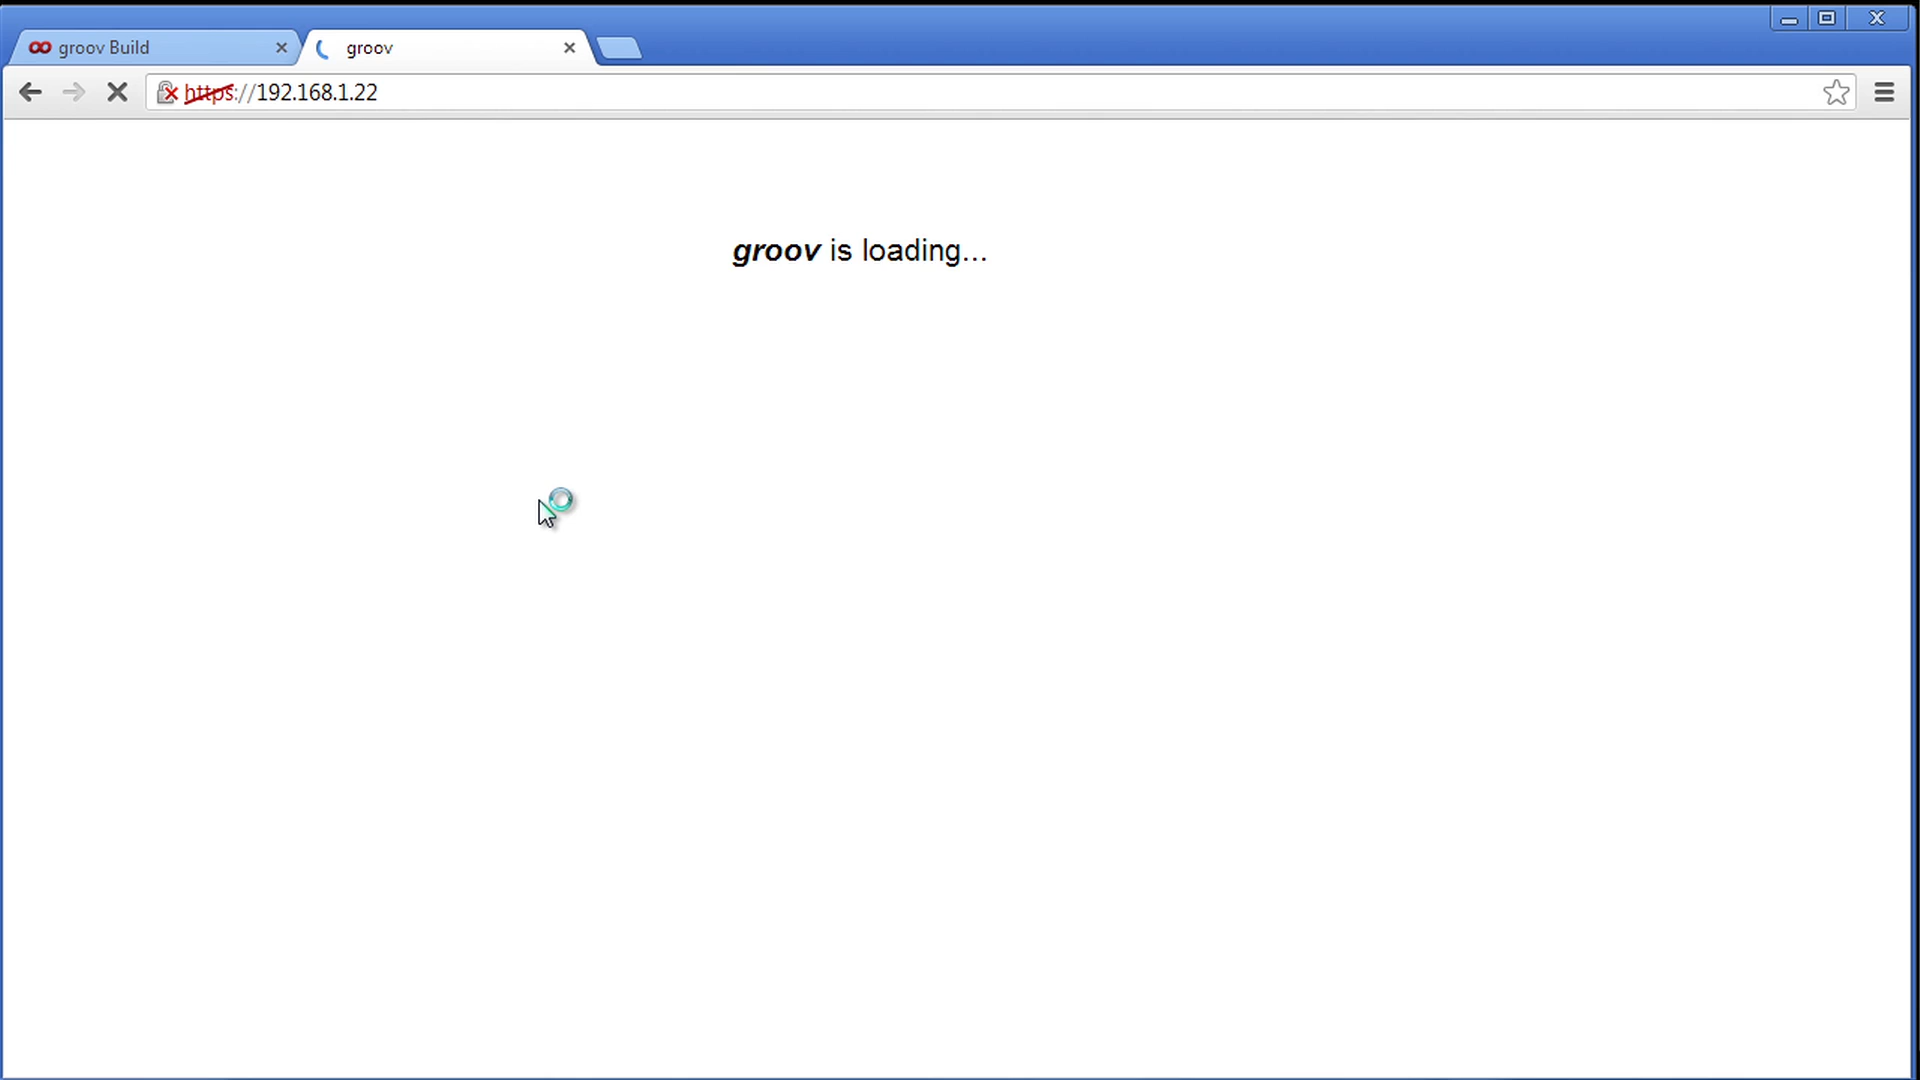 groov Build
groov
https://192.168.1.22
groov is loading...